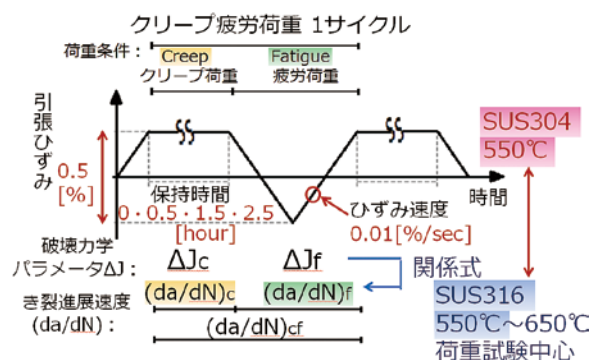 クリープ疲労荷重 1サイクル
荷重条件：
Creep
Fatigue
クリープ荷重
疲労荷重
引張ひずみ
0.5
[%]
保持時間
時間
0・0.5・1.5・2.5
[hour]
ひずみ速度
0.01[%/sec]
SUS304
550℃
破壊力学
パラメータΔJ：
ΔJc
ΔJf
関係式
き裂進展速度
(da/dN)：
(da/dN)c
(da/dN)f
(da/dN)cf
SUS316
550℃～650℃
荷重試験中心